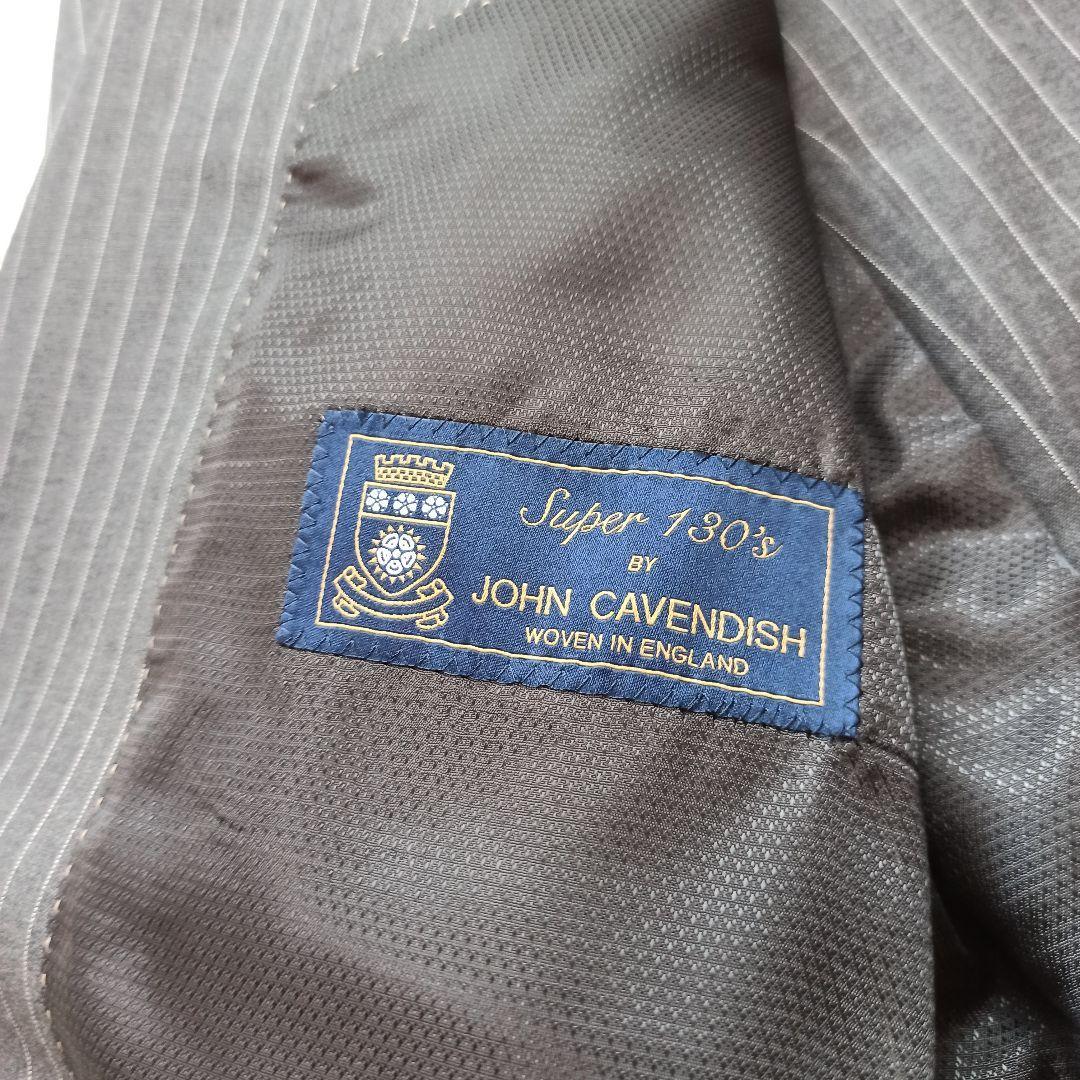 Super 130's
BY
JOHN CAVENDISH
WOVEN IN ENGLAND